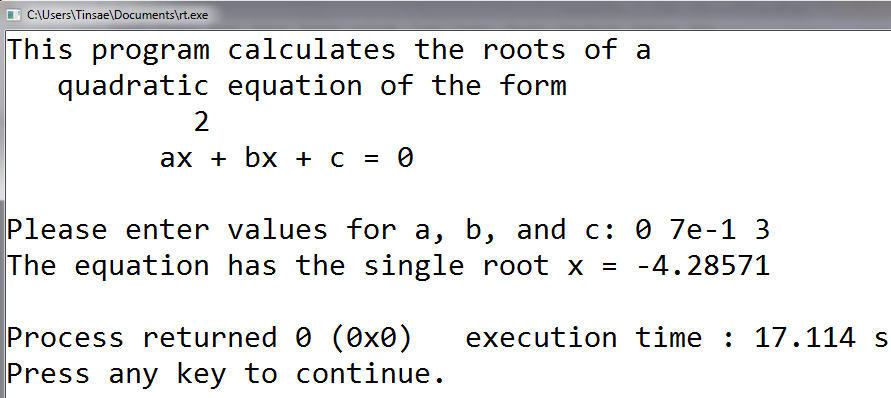 C:\Users\Tinsae\Documents\rt.exe
This program calculates the roots of a
quadratic equation of the form
2
ax + bx + c = 0
Please enter values for a, b, and c: 0 7e-1 3
The equation has the single root x = -4.28571
Process returned 0 (0x0)   execution time : 17.114 s
Press any key to continue.